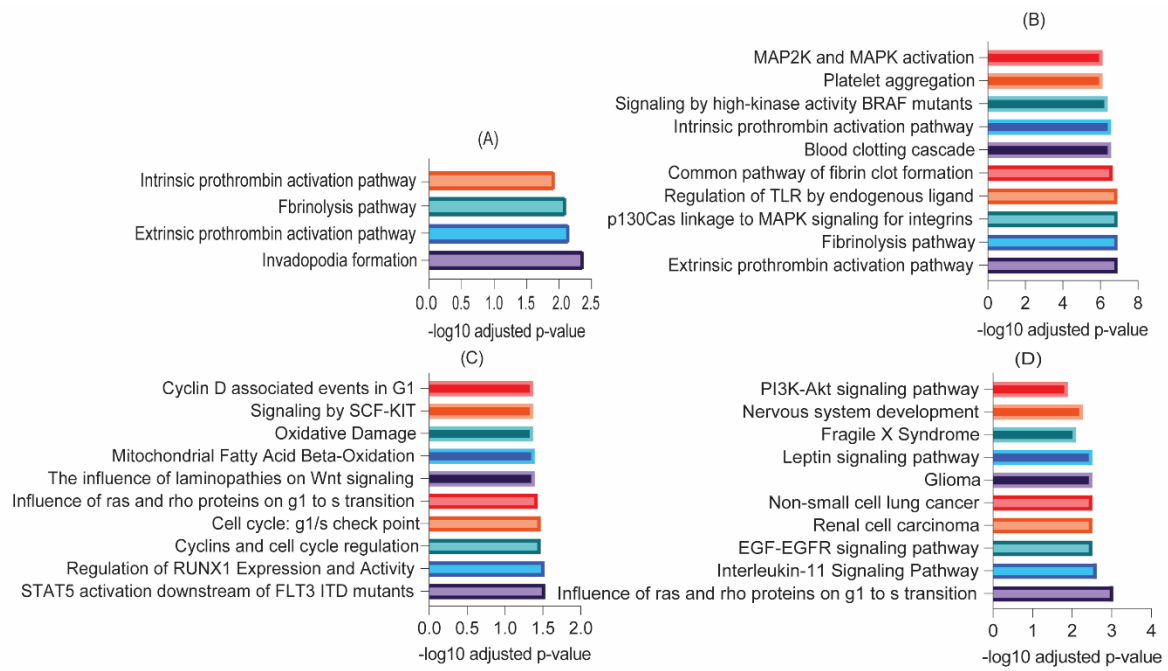 (A)
Intrinsic prothrombin activation pathway
Fbrinolysis pathway
Extrinsic prothrombin activation pathway
Invadopodia formation
0.0 0.5 1.0 1.5 2.0 2.5
-log10 adjusted p-value
(B)
MAP2K and MAPK activation
Platelet aggregation
Signaling by high-kinase activity BRAF mutants
Intrinsic prothrombin activation pathway
Blood clotting cascade
Common pathway of fibrin clot formation
Regulation of TLR by endogenous ligand
p130Cas linkage to MAPK signaling for integrins
Fibrinolysis pathway
Extrinsic prothrombin activation pathway
0 2 4 6 8
-log10 adjusted p-value
(C)
Cyclin D associated events in G1
Signaling by SCF-KIT
Oxidative Damage
Mitochondrial Fatty Acid Beta-Oxidation
The influence of laminopathies on Wnt signaling
Influence of ras and rho proteins on g1 to s transition
Cell cycle: g1/s check point
Cyclins and cell cycle regulation
Regulation of RUNX1 Expression and Activity
STAT5 activation downstream of FLT3 ITD mutants
0.0 0.5 1.0 1.5 2.0
-log10 adjusted p-value
(D)
PI3K-Akt signaling pathway
Nervous system development
Fragile X Syndrome
Leptin signaling pathway
Glioma
Non-small cell lung cancer
Renal cell carcinoma
EGF-EGFR signaling pathway
Interleukin-11 Signaling Pathway
Influence of ras and rho proteins on g1 to s transition
0 1 2 3 4
-log10 adjusted p-value